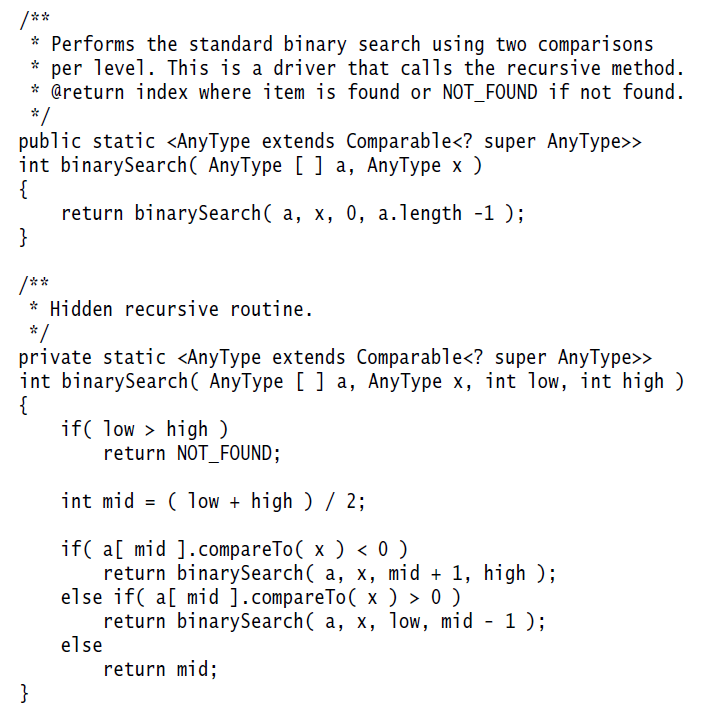 /**
 * Performs the standard binary search using two comparisons
 * per level. This is a driver that calls the recursive method.
 * @return index where item is found or NOT_FOUND if not found.
 */
public static <AnyType extends Comparable<? super AnyType>>
int binarySearch( AnyType [ ] a, AnyType x )
{
    return binarySearch( a, x, 0, a.length -1 );
}

/**
 * Hidden recursive routine.
 */
private static <AnyType extends Comparable<? super AnyType>>
int binarySearch( AnyType [ ] a, AnyType x, int low, int high )
{
    if( low > high )
        return NOT_FOUND;

    int mid = ( low + high ) / 2;

    if( a[ mid ].compareTo( x ) < 0 )
        return binarySearch( a, x, mid + 1, high );
    else if( a[ mid ].compareTo( x ) > 0 )
        return binarySearch( a, x, low, mid - 1 );
    else
        return mid;
}